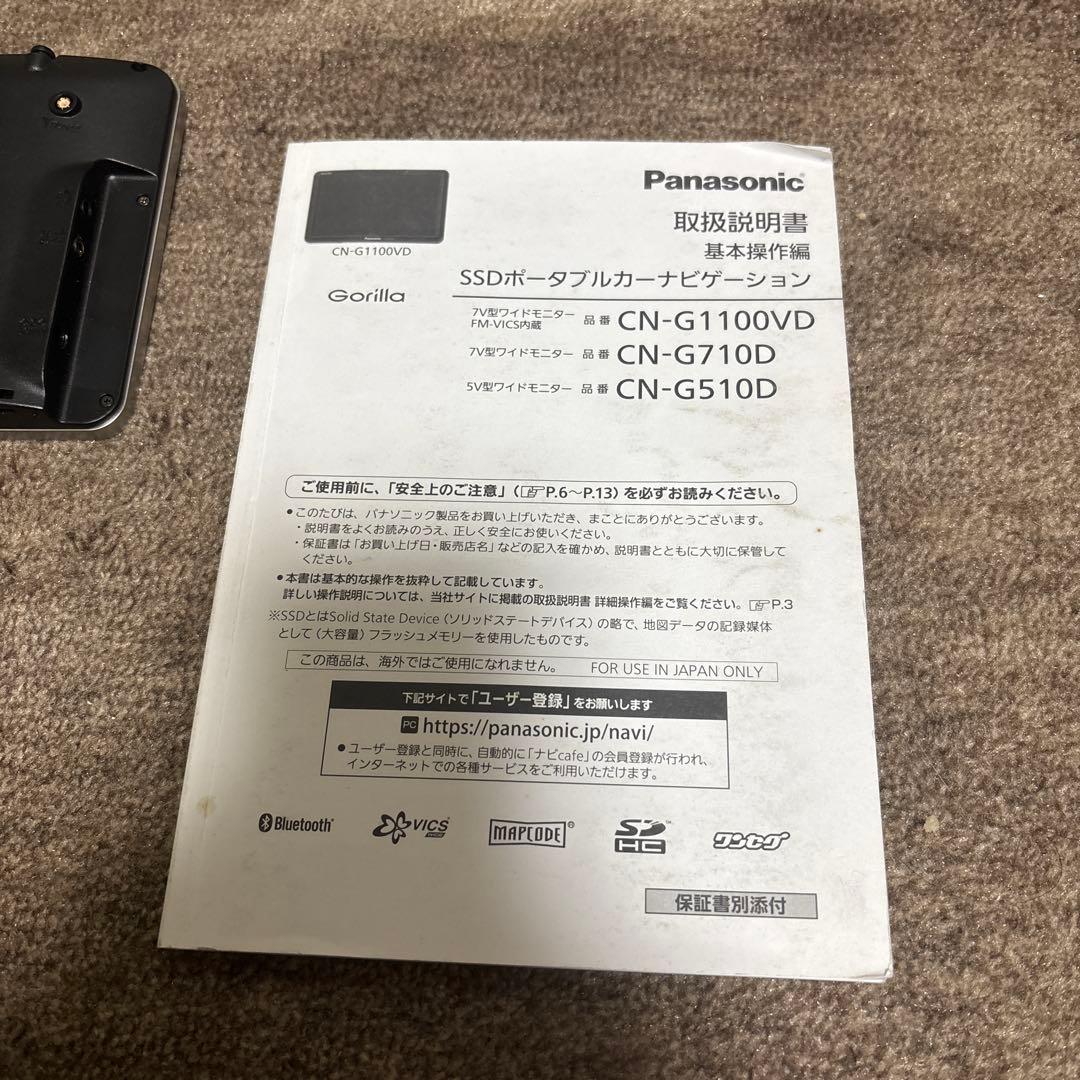 Panasonic
取扱説明書
基本操作編
SSDポータブルカーナビゲーション
CN-G1100VD
Gorilla
7V型ワイドモニター
FM-VICS内蔵 品番 CN-G1100VD
7V型ワイドモニター 品番 CN-G710D
5V型ワイドモニター 品番 CN-G510D
ご使用前に、「安全上のご注意」(P.6～P.13)を必ずお読みください。
●このたびは、パナソニック製品をお買い上げいただき、まことにありがとうございます。
・説明書をよくお読みのうえ、正しく安全にお使いください。
・保証書は「お買い上げ日・販売店名」などの記入を確かめ、説明書とともに大切に保管して
ください。
●本書は基本的な操作を抜粋して記載しています。
詳しい操作説明については、当社サイトに掲載の取扱説明書 詳細操作編をご覧ください。P.3
※SSDとはSolid State Device(ソリッドステートデバイス)の略で、地図データの記録媒体
として(大容量)フラッシュメモリーを使用したものです。
この商品は、海外ではご使用になれません。 FOR USE IN JAPAN ONLY
下記サイトで「ユーザー登録」をお願いします
PC https://panasonic.jp/navi/
●ユーザー登録と同時に、自動的に「ナビcafe」の会員登録が行われ、
インターネットでの各種サービスをご利用いただけます。
Bluetooth® VICS MAPCODE® SD HC ™ ワンセグ
保証書別添付